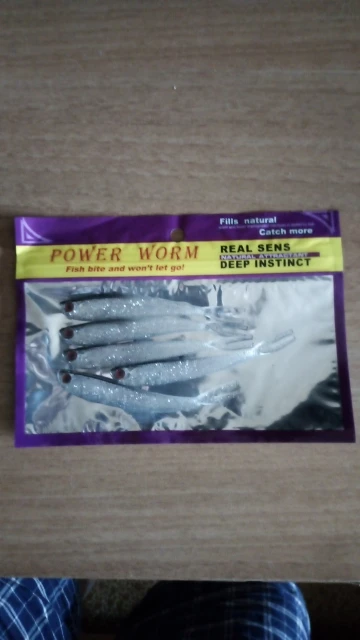 Fills natural
Catch more
POWER WORM
Fish bite and won't let go!
REAL SENS
NATURAL ATTRACTANT
DEEP INSTINCT